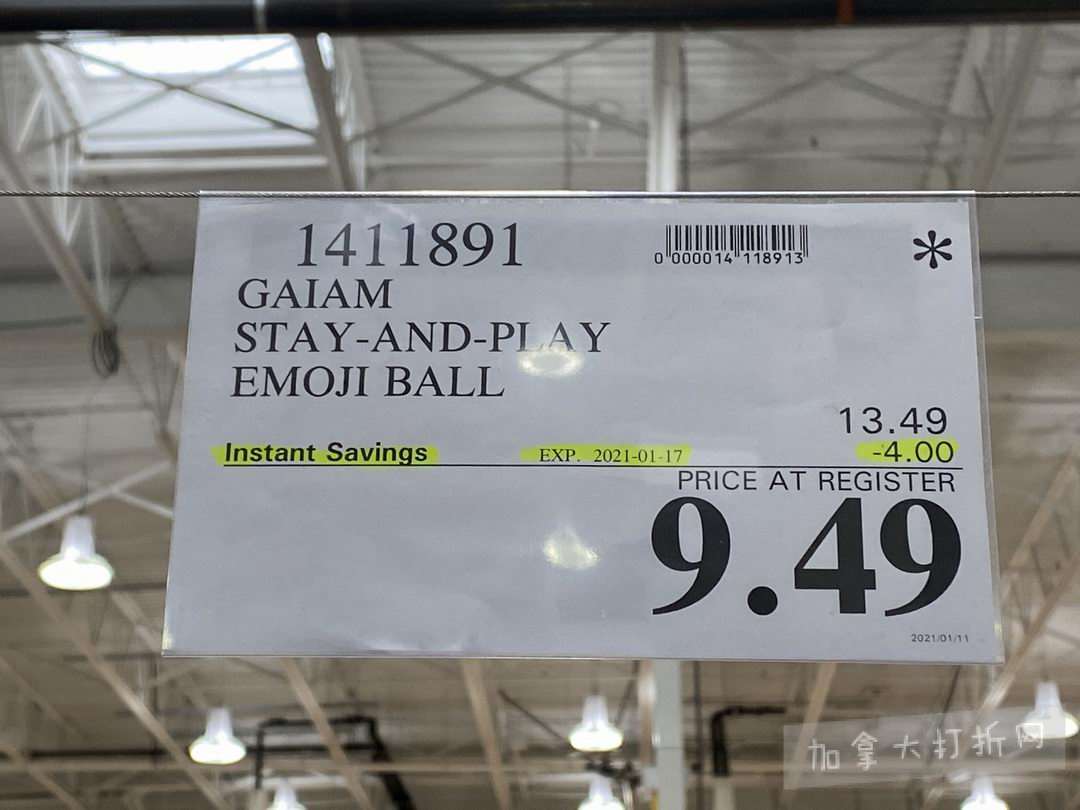 1411891
0 000014 118913
*
GAIAM
STAY-AND-PLAY
EMOJI BALL
13.49
Instant Savings EXP. 2021-01-17 -4.00
PRICE AT REGISTER
9.49
2021/01/11
加拿大打折网